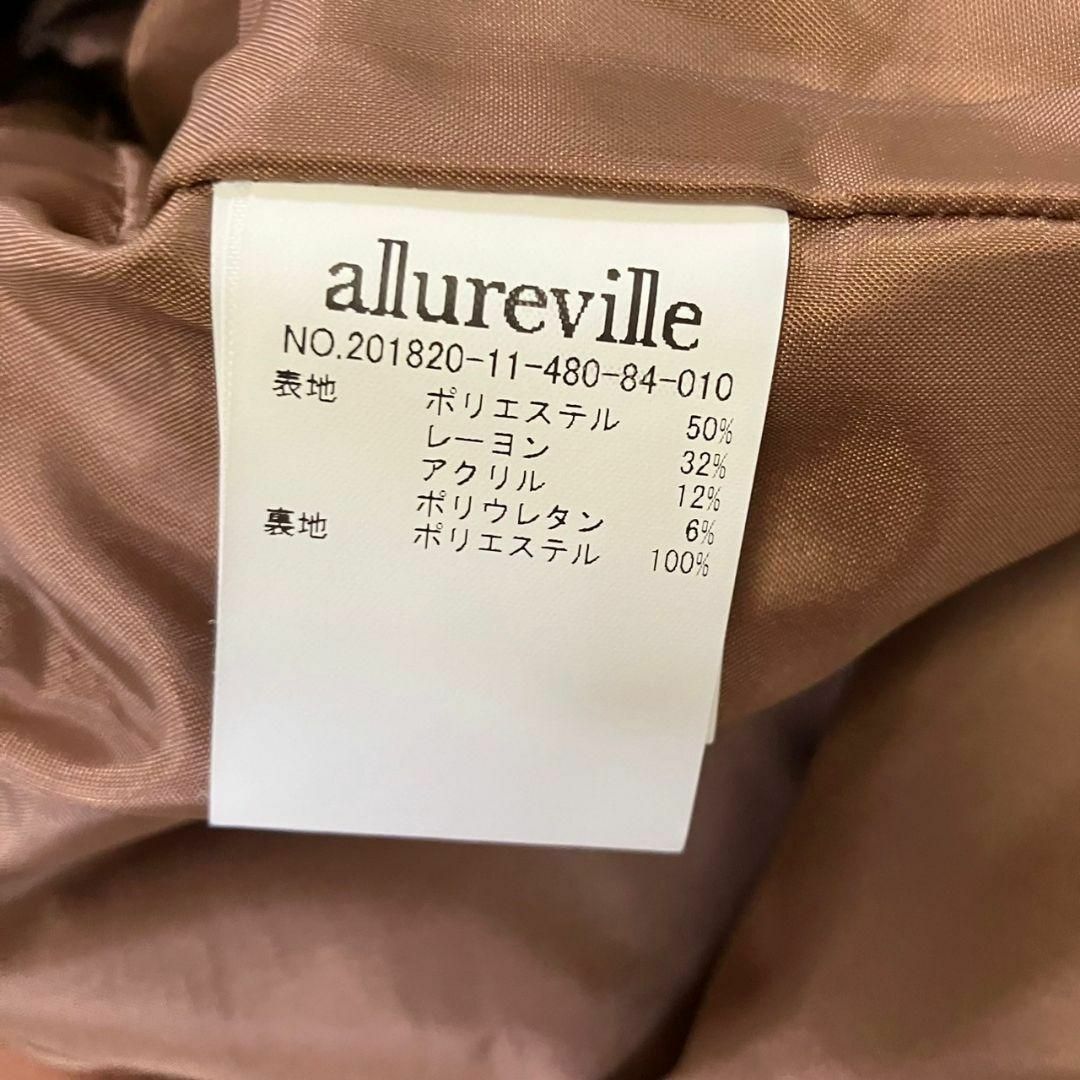 allureville
NO.201820-11-480-84-010
表地 ポリエステル 50%
レーヨン 32%
アクリル 12%
ポリウレタン 6%
裏地 ポリエステル 100%